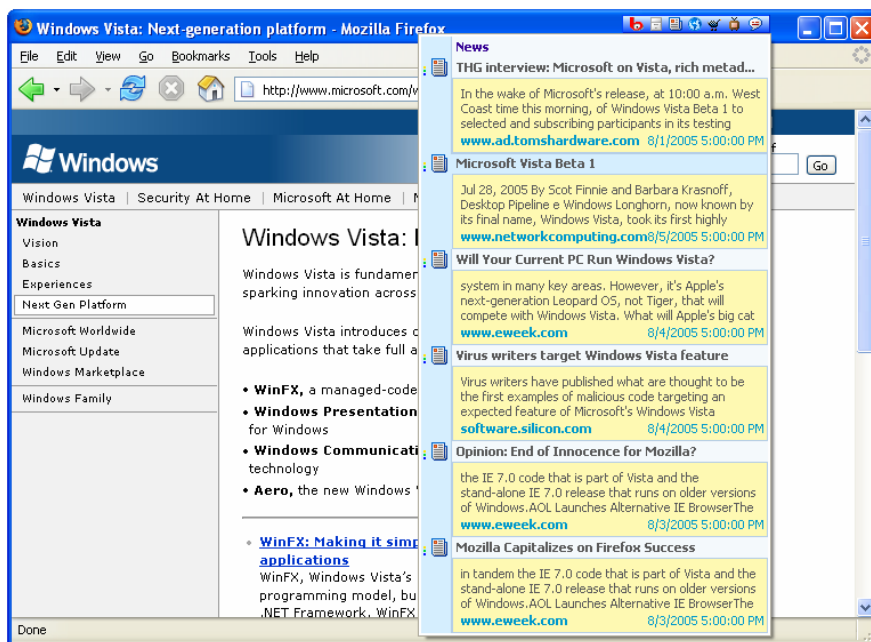 Windows Vista: Next-generation platform - Mozilla Firefox
File Edit View Go Bookmarks Tools Help
http://www.microsoft.com/w
Windows
Go
Windows Vista | Security At Home | Microsoft At Home |
Windows Vista
Vision
Basics
Experiences
Next Gen Platform
Microsoft Worldwide
Microsoft Update
Windows Marketplace
Windows Family
Windows Vista:
Windows Vista is fundamen
sparking innovation across
Windows Vista introduces
applications that take full a
• WinFX, a managed-code
• Windows Presentation
for Windows
• Windows Communicati
technology
• Aero, the new Windows
WinFX: Making it simp
applications
WinFX, Windows Vista's
programming model, bu
.NET Framework. WinFX
Done
News
THG interview: Microsoft on Vista, rich metad...
In the wake of Microsoft's release, at 10:00 a.m. West
Coast time this morning, of Windows Vista Beta 1 to
selected and subscribing participants in its testing
www.ad.tomshardware.com 8/1/2005 5:00:00 PM
Microsoft Vista Beta 1
Jul 28, 2005 By Scot Finnie and Barbara Krasnoff,
Desktop Pipeline e Windows Longhorn, now known by
its final name, Windows Vista, took its first highly
www.networkcomputing.com8/5/2005 5:00:00 PM
Will Your Current PC Run Windows Vista?
system in many key areas. However, it's Apple's
next-generation Leopard OS, not Tiger, that will
compete with Windows Vista. What will Apple's big cat
www.eweek.com 8/4/2005 5:00:00 PM
Virus writers target Windows Vista feature
Virus writers have published what are thought to be
the first examples of malicious code targeting an
expected feature of Microsoft's Windows Vista
software.silicon.com 8/4/2005 5:00:00 PM
Opinion: End of Innocence for Mozilla?
the IE 7.0 code that is part of Vista and the
stand-alone IE 7.0 release that runs on older versions
of Windows.AOL Launches Alternative IE BrowserThe
www.eweek.com 8/3/2005 5:00:00 PM
Mozilla Capitalizes on Firefox Success
in tandem the IE 7.0 code that is part of Vista and the
stand-alone IE 7.0 release that runs on older versions
of Windows.AOL Launches Alternative IE BrowserThe
www.eweek.com 8/3/2005 5:00:00 PM